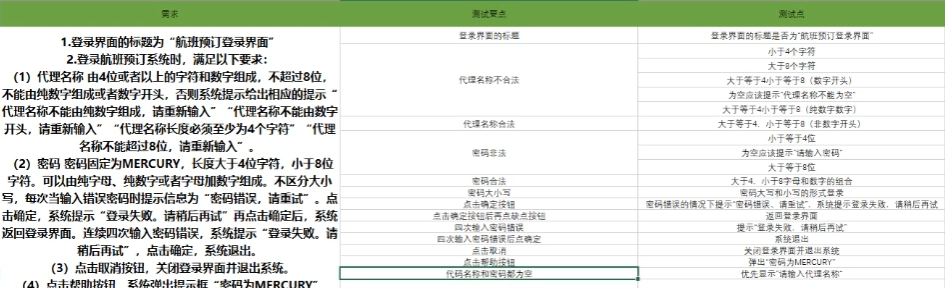 需求
测试要点
测试点
1.登录界面的标题为“航班预订登录界面”
2.登录航班预订系统时，满足以下要求：
（1）代理名称 由4位或者以上的字符和数字组成，不超过8位，
不能由纯数字组成或者数字开头，否则系统提示给出相应的提示“
代理名称不能由纯数字组成，请重新输入” “代理名称不能由数字
开头，请重新输入” “代理名称长度必须至少为4个字符” “代理
名称不能超过8位，请重新输入”。
（2）密码 密码固定为MERCURY，长度大于4位字符，小于8位
字符。可以由纯字母、纯数字或者字母加数字组成。不区分大小
写，每次当输入错误密码时提示信息为“密码错误，请重试”。点
击确定，系统提示“登录失败。请稍后再试”再点击确定后，系统
返回登录界面。连续四次输入密码错误，系统提示“登录失败。请
稍后再试”，点击确定，系统退出。
（3）点击取消按钮，关闭登录界面并退出系统。
（4）点击帮助按钮，系统弹出提示框“密码为MERCURY”
登录界面的标题
登录界面的标题是否为“航班预订登录界面”
代理名称不合法
小于4个字符
大于8个字符
大于等于4小于等于8（数字开头）
为空应该提示“代理名称不能为空”
大于等于4小于等于8（纯数字数字）
代理名称合法
大于等于4．小于等于8（非数字开头）
密码非法
小于等于4位
为空应该提示“请输入密码”
大于等于8位
密码合法
大于4．小于8字母和数字的组合
密码大小写
密码大写和小写的形式登录
点击确定按钮
密码错误的情况下提示“密码错误、请重试”．系统提示登录失败．请稍后再试
点击确定按钮后再点缺点按钮
返回登录界面
四次输入密码错误
提示“登录失败．请稍后再试”
四次输入密码错误后点确定
系统退出
点击取消
关闭登录界面并退出系统
点击帮助按钮
弹出“密码为MERCURY”
代码名称和密码都为空
优先显示“请输入代理名称”